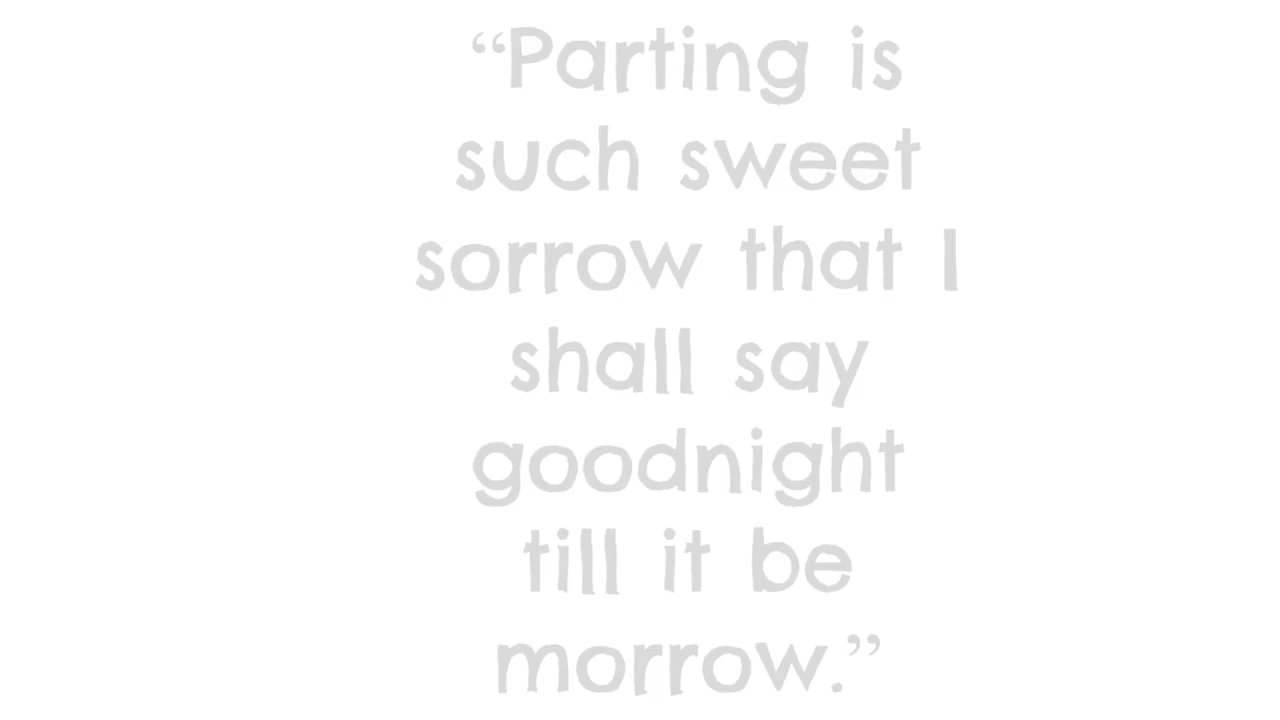 “Parting is
such sweet
sorrow that I
shall say
goodnight
till it be
morrow.”